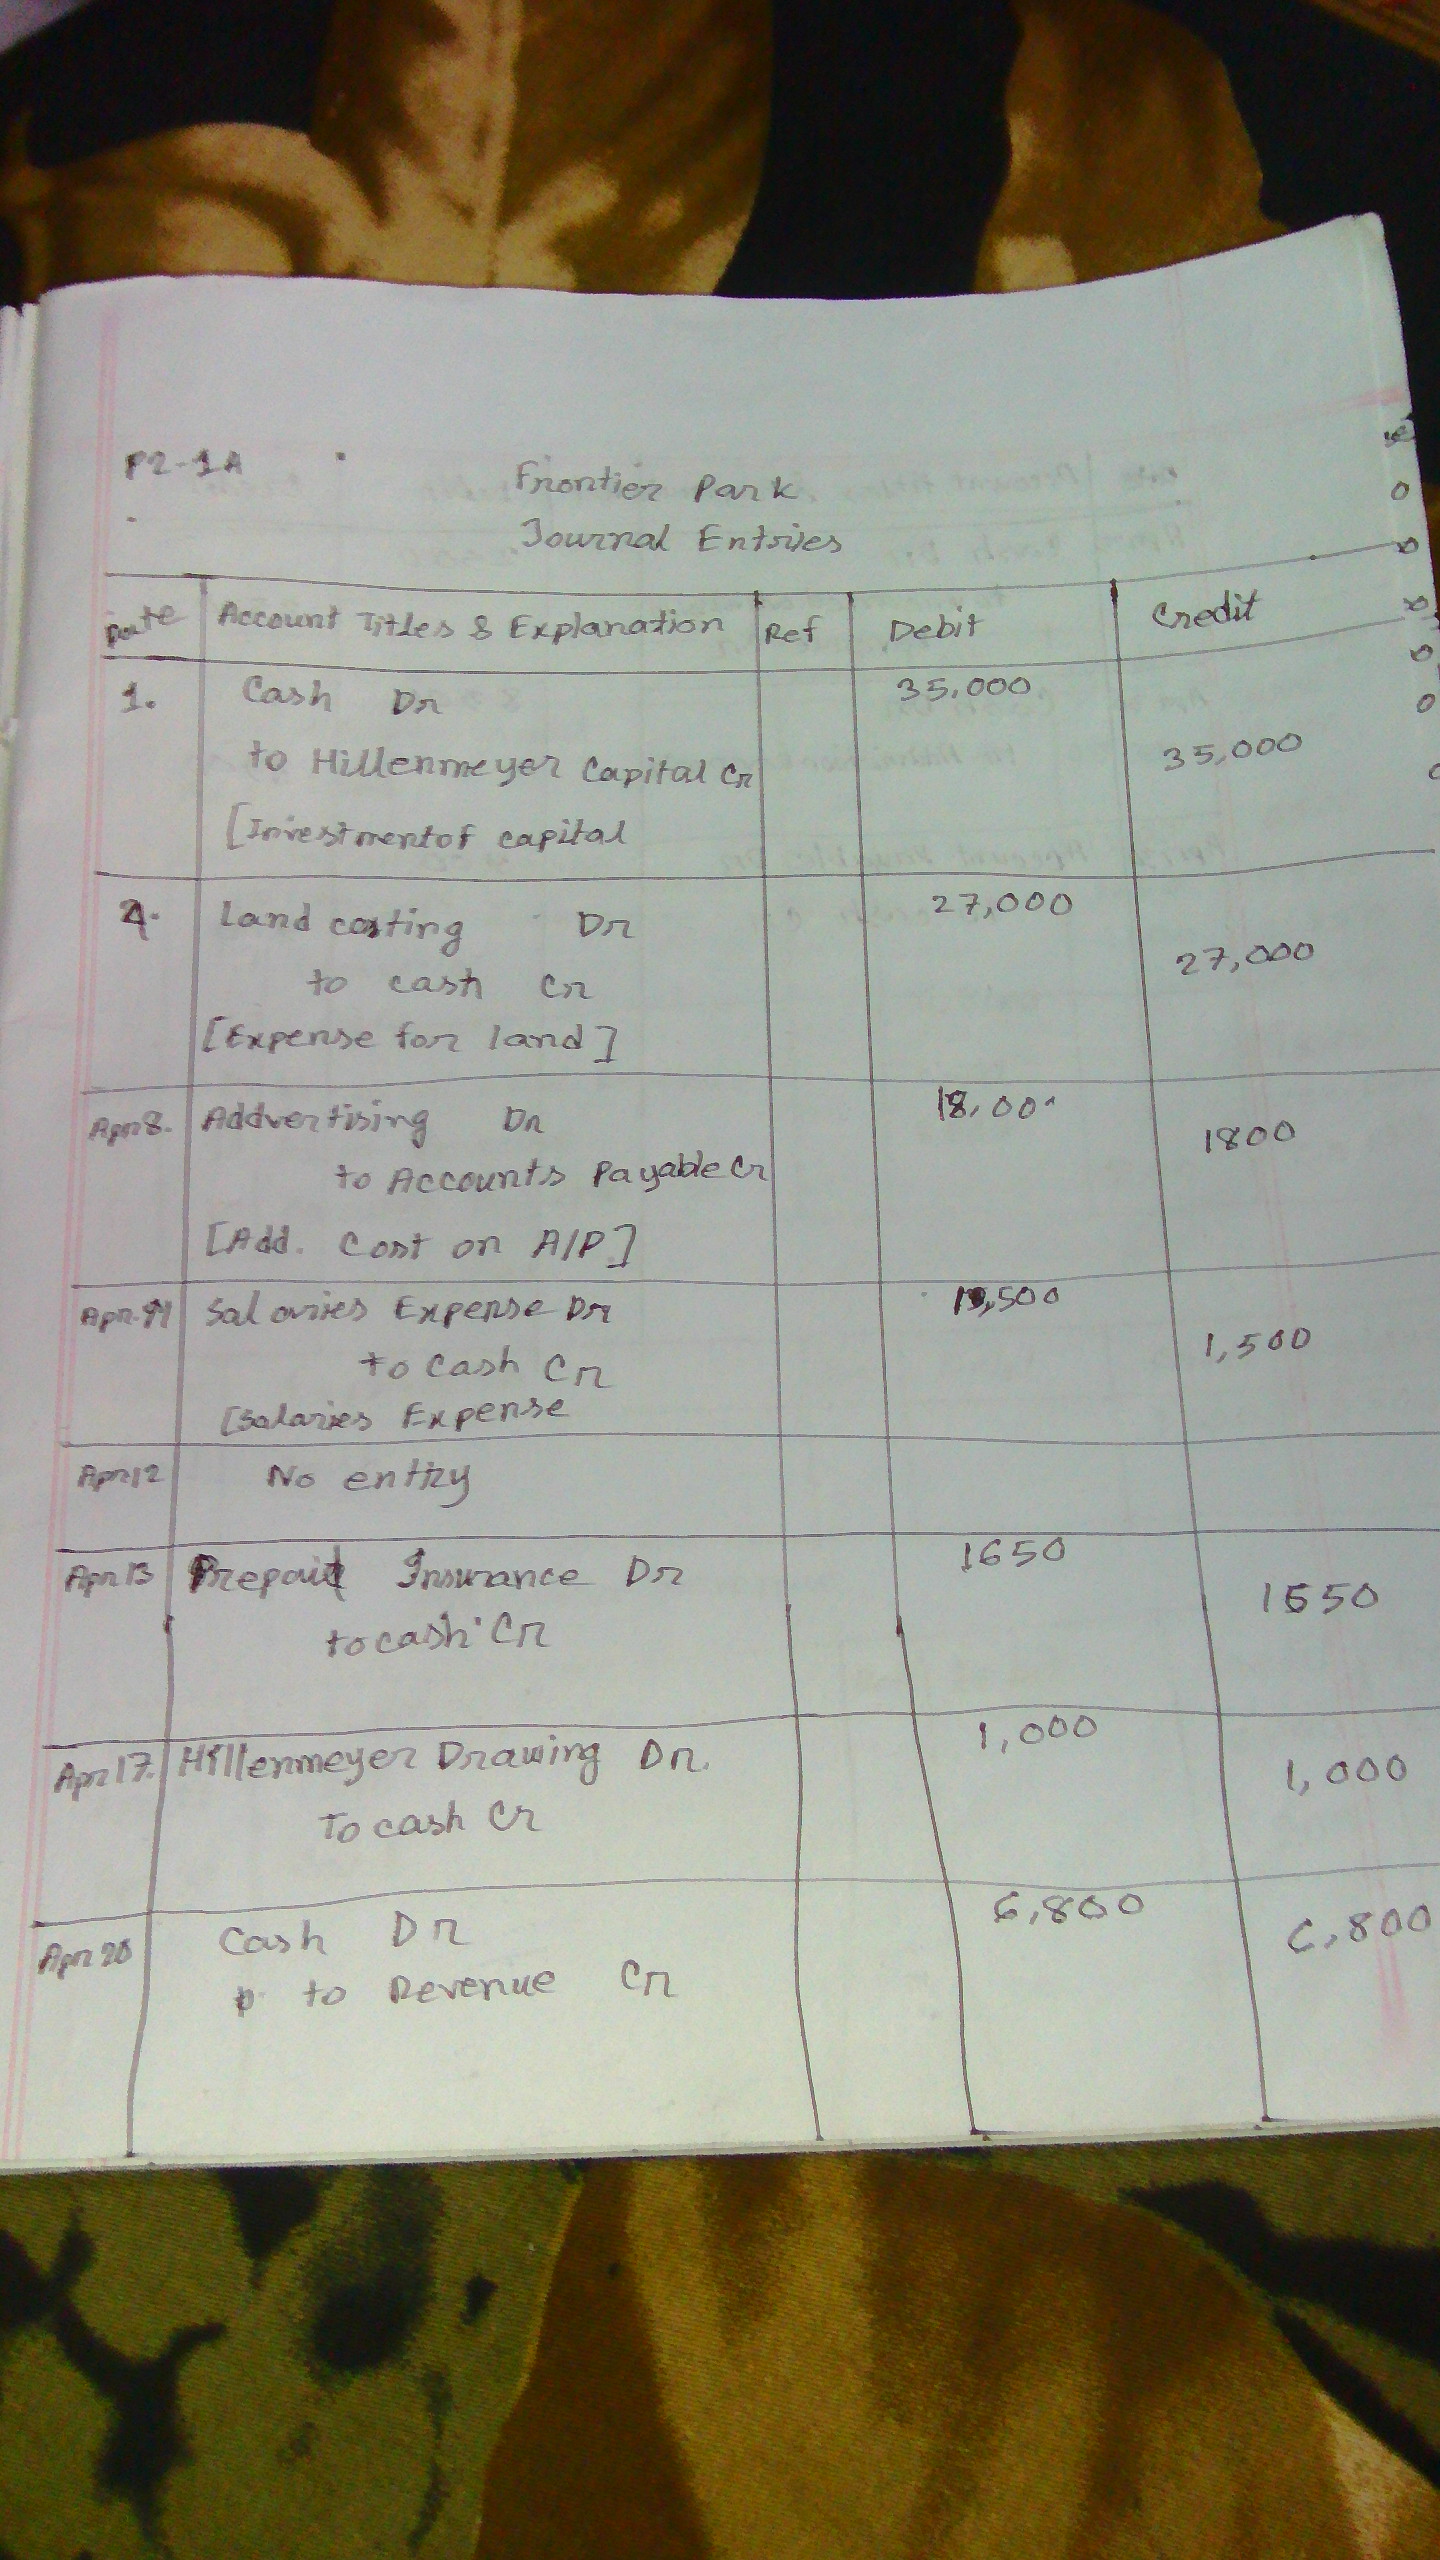 P2-1A
Frontier Park
Journal Entries
Date Account Titles & Explanation Ref Debit Credit
1. Cash Dr 35,000
to Hillenmeyer Capital Cr 35,000
[Investment of capital
4. Land costing Dr 27,000
to cash Cr 27,000
[Expense for land]
Apr 8. Addvertising Dr 18,00
to Accounts Payable Cr 1800
[Add. Cost on A/P]
Apr. 11 Salaries Expense Dr 1,500
to Cash Cr 1,500
[Salaries Expense
Apr 12 No entry
Apr 13 Prepaid Insurance Dr 1650
to cash Cr 1650
Apr 17. Hillenmeyer Drawing Dr. 1,000
To cash Cr 1,000
Apr 20 Cash Dr 6,800
to Revenue Cr 6,800